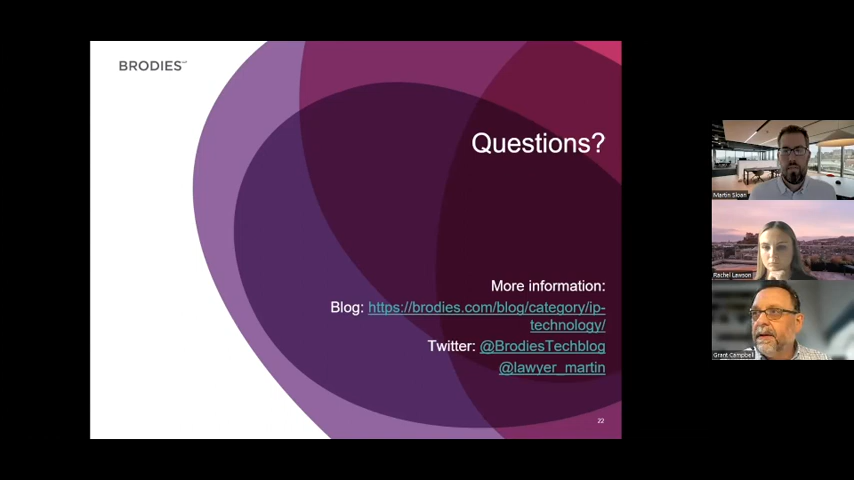 BRODIES LLP
Questions?
More information:
Blog: https://brodies.com/blog/category/ip-
technology/
Twitter: @BrodiesTechblog
@lawyer_martin
22
Martin Sloan
Rachel Lawson
Grant Campbell